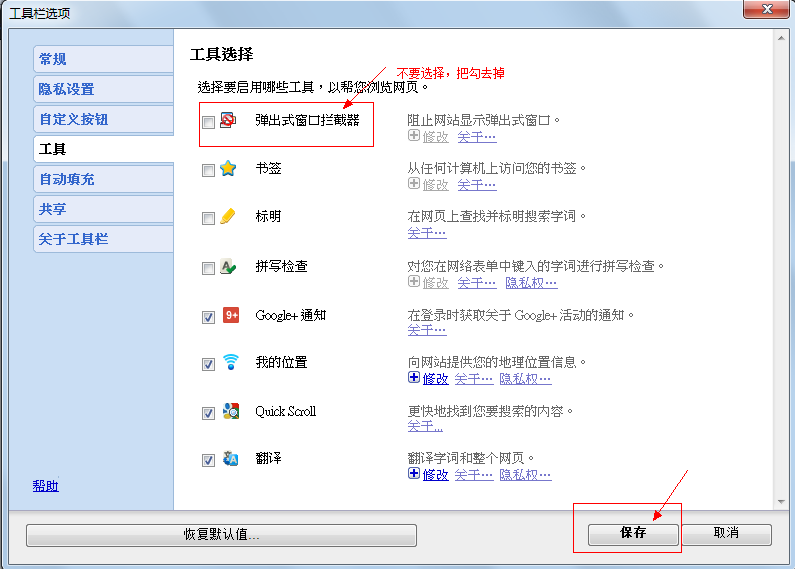 工具栏选项
常规
隐私设置
自定义按钮
工具
自动填充
共享
关于工具栏
帮助
工具选择
不要选择，把勾去掉
选择要启用哪些工具，以帮您浏览网页。
弹出式窗口拦截器
阻止网站显示弹出式窗口。
修改 关于...
书签
从任何计算机上访问您的书签。
修改 关于...
标明
在网页上查找并标明搜索字词。
关于...
拼写检查
对您在网络表单中键入的字词进行拼写检查。
修改 关于... 隐私权...
9+ Google+ 通知
在登录时获取关于 Google+ 活动的通知。
关于...
我的位置
向网站提供您的地理位置信息。
修改 关于... 隐私权...
Quick Scroll
更快地找到您要搜索的内容。
关于...
翻译
翻译字词和整个网页。
修改 关于... 隐私权...
恢复默认值...
保存
取消